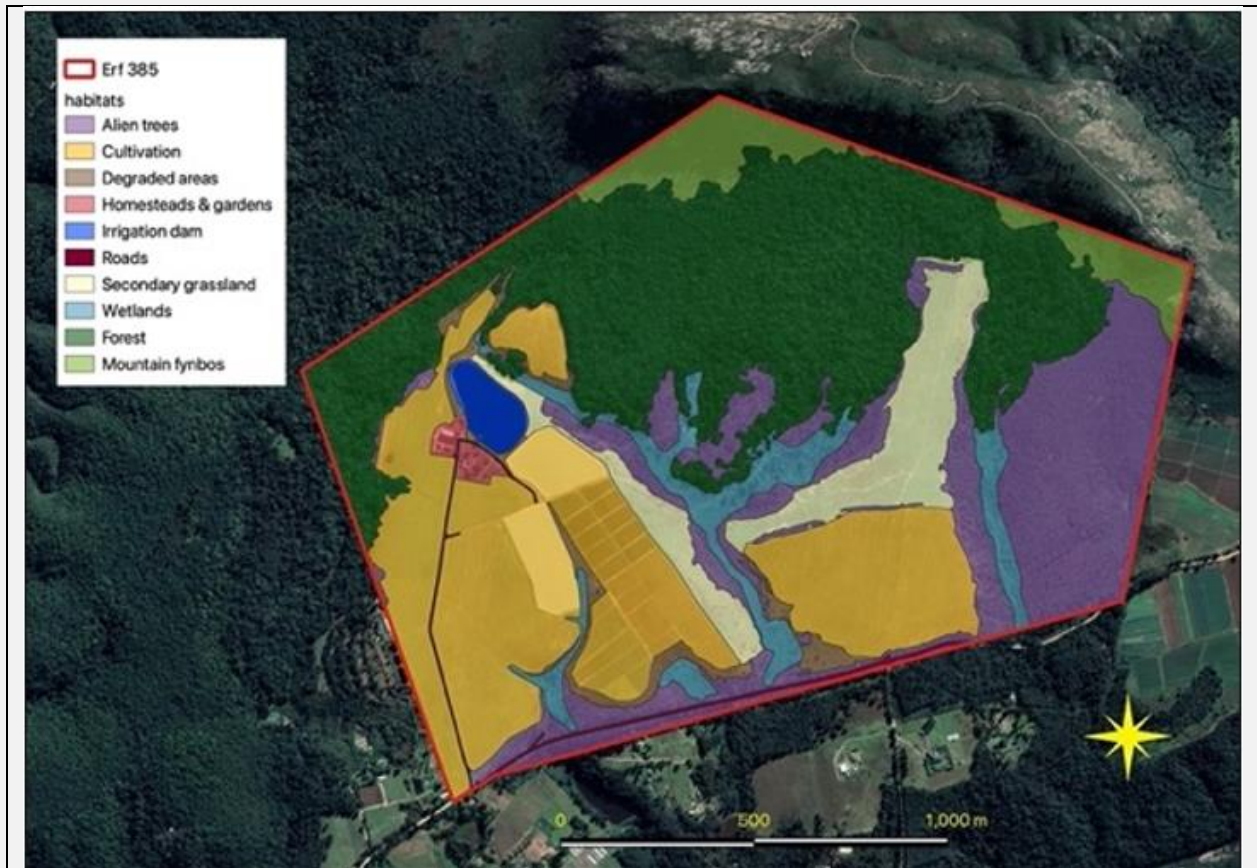 Erf 385
habitats
Alien trees
Cultivation
Degraded areas
Homesteads & gardens
Irrigation dam
Roads
Secondary grassland
Wetlands
Forest
Mountain fynbos
0 500 1,000 m